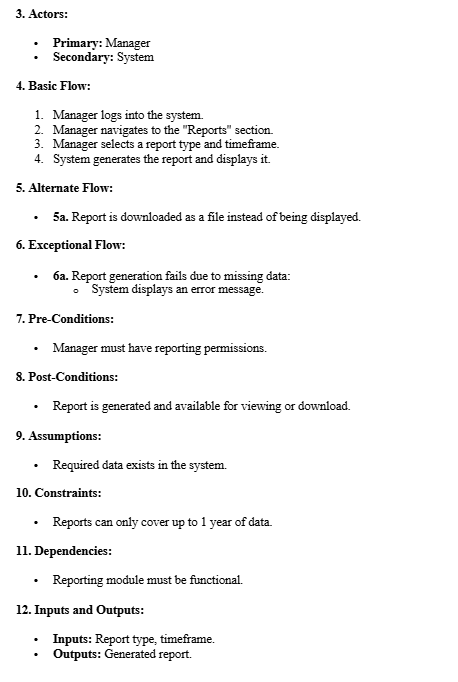 3. Actors:
• Primary: Manager
• Secondary: System
4. Basic Flow:
1. Manager logs into the system.
2. Manager navigates to the "Reports" section.
3. Manager selects a report type and timeframe.
4. System generates the report and displays it.
5. Alternate Flow:
• 5a. Report is downloaded as a file instead of being displayed.
6. Exceptional Flow:
• 6a. Report generation fails due to missing data:
o System displays an error message.
7. Pre-Conditions:
• Manager must have reporting permissions.
8. Post-Conditions:
• Report is generated and available for viewing or download.
9. Assumptions:
• Required data exists in the system.
10. Constraints:
• Reports can only cover up to 1 year of data.
11. Dependencies:
• Reporting module must be functional.
12. Inputs and Outputs:
• Inputs: Report type, timeframe.
• Outputs: Generated report.